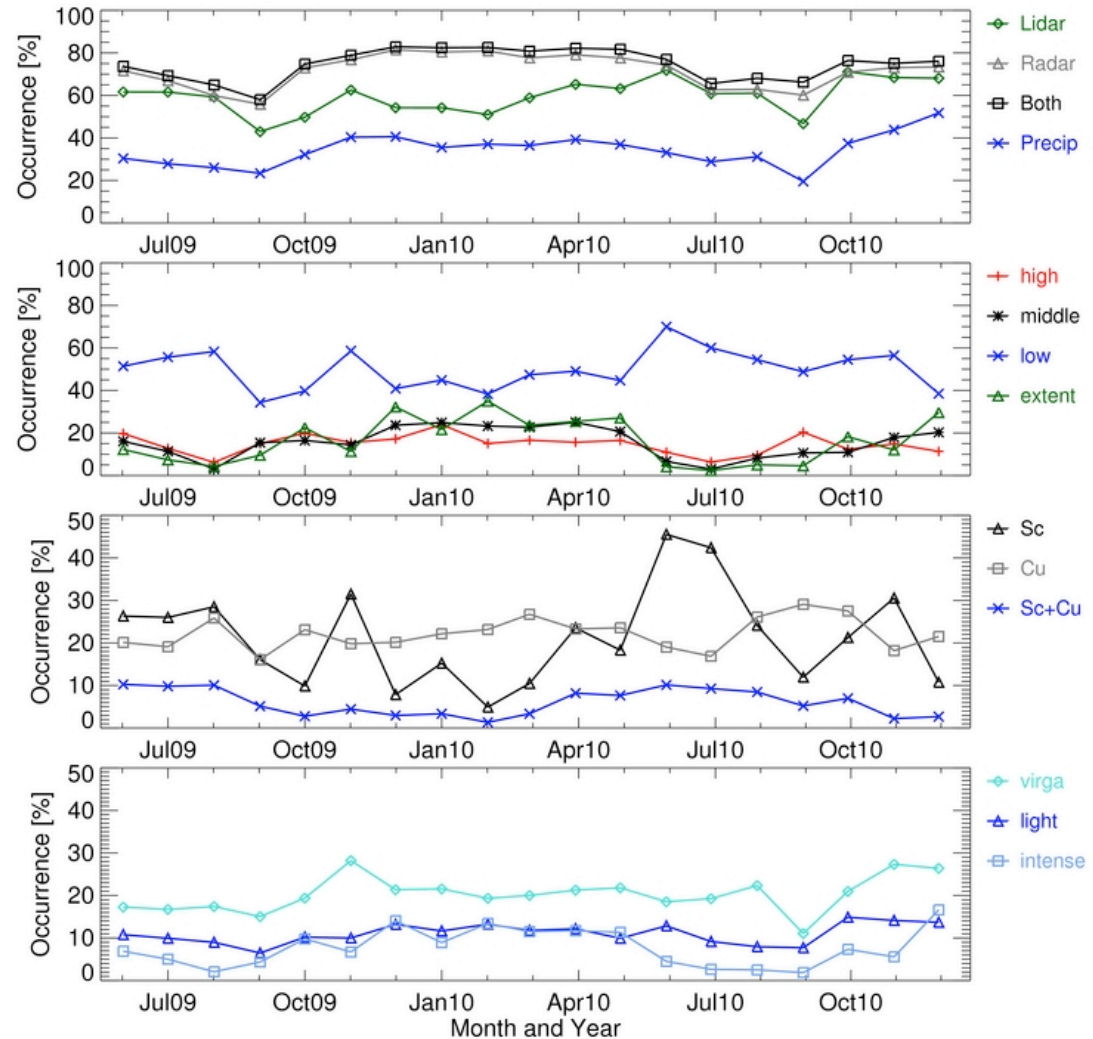 Occurrence [%]
100
80
60
40
20
0
Jul09 Oct09 Jan10 Apr10 Jul10 Oct10
Lidar
Radar
Both
Precip
Occurrence [%]
100
80
60
40
20
0
Jul09 Oct09 Jan10 Apr10 Jul10 Oct10
high
middle
low
extent
Occurrence [%]
50
40
30
20
10
0
Jul09 Oct09 Jan10 Apr10 Jul10 Oct10
Sc
Cu
Sc+Cu
Occurrence [%]
50
40
30
20
10
0
Jul09 Oct09 Jan10 Apr10 Jul10 Oct10
Month and Year
virga
light
intense